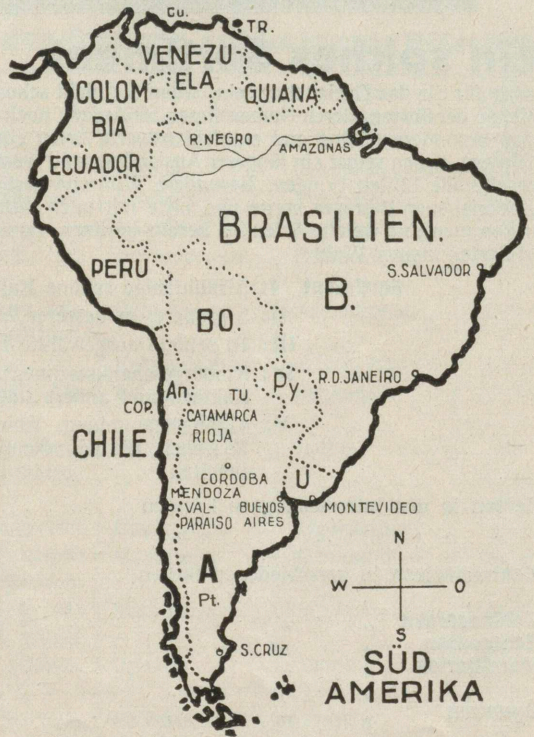 Cu.
TR.
VENEZU
ELA
COLOM
BIA
GUIANA
R.NEGRO
AMAZONAS
ECUADOR
BRASILIEN.
PERU
S.SALVADOR
B.
BO.
Py.
R.D.JANEIRO
An.
COP.
TU.
CATAMARCA
RIOJA
CHILE
CORDOBA
U
MENDOZA
VAL-
PARAISO
BUENOS
AIRES
MONTEVIDEO
A
Pt.
N
W
O
S
S.CRUZ
SÜD
AMERIKA